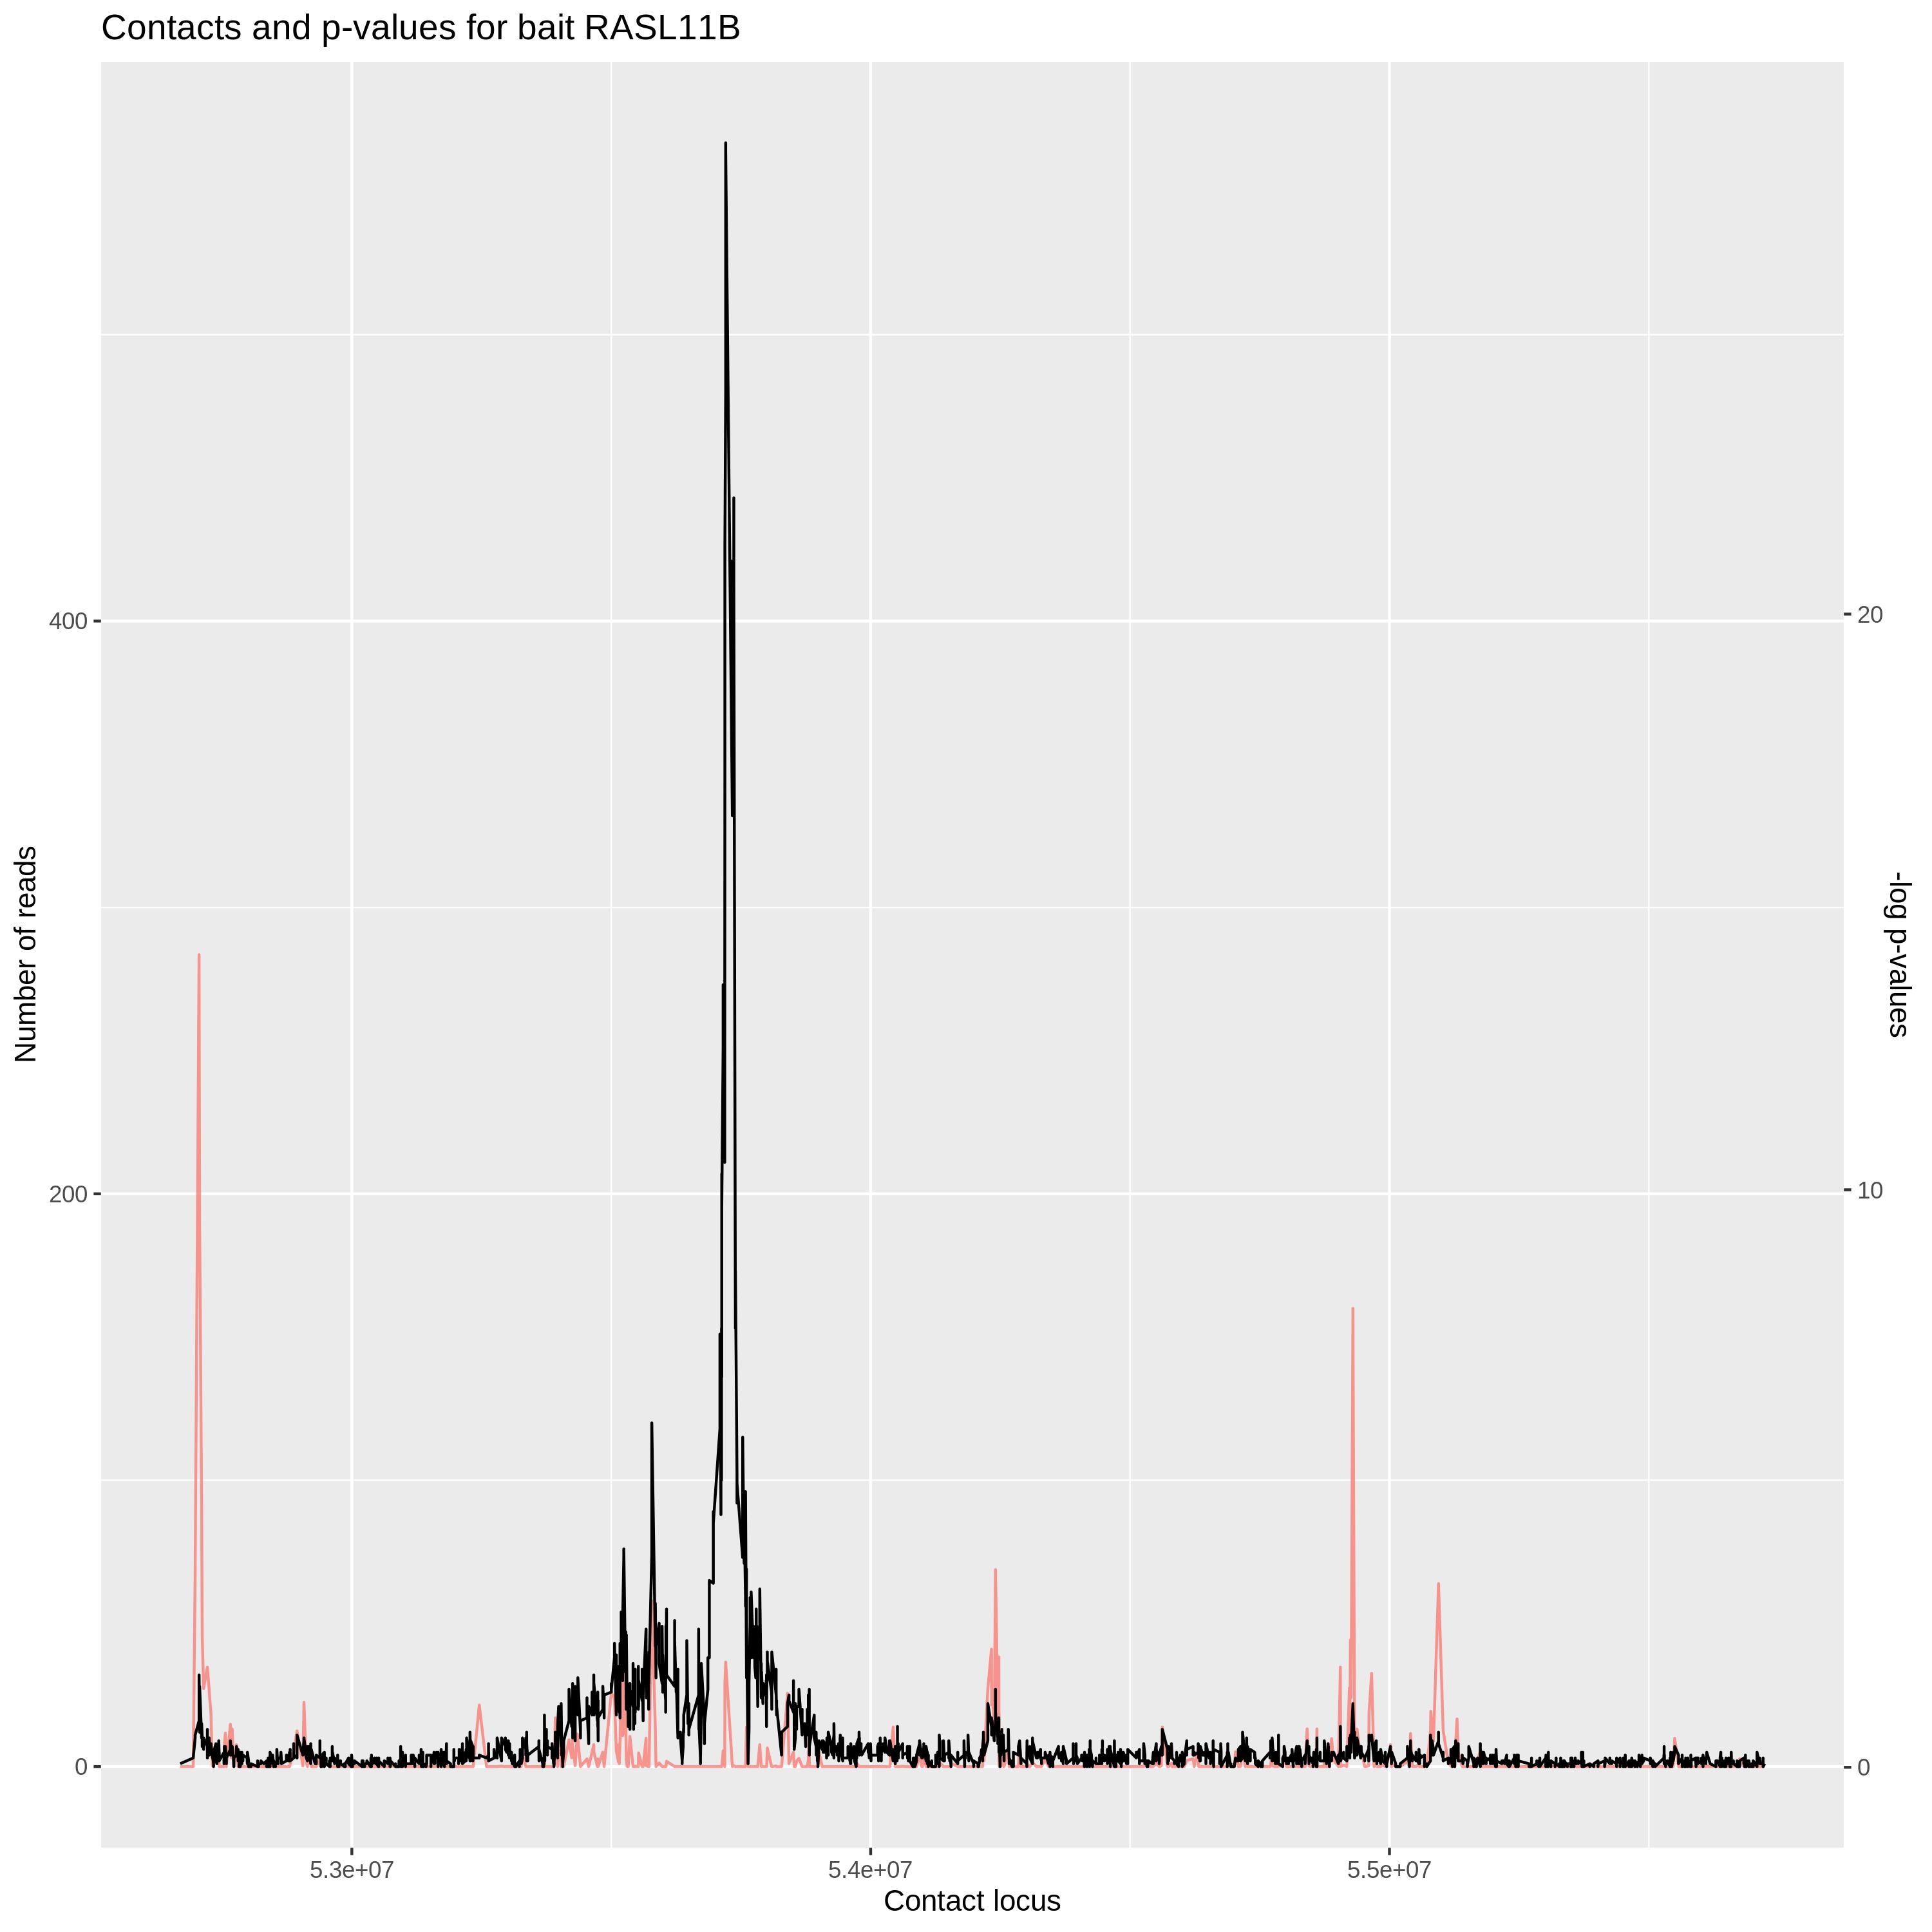 Contacts and p-values for bait RASL11B
Number of reads
400
200
0
20
10
0
-log p-values
5.3e+07
5.4e+07
5.5e+07
Contact locus